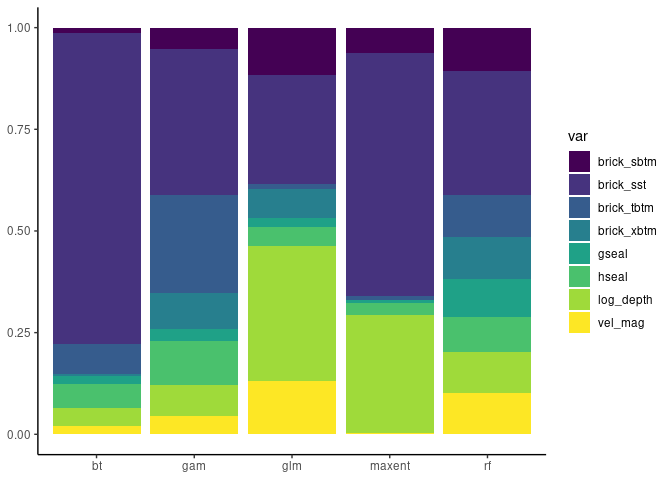 1.00
0.75
0.50
0.25
0.00
bt gam glm maxent rf
var
brick_sbtm
brick_sst
brick_tbtm
brick_xbtm
gseal
hseal
log_depth
vel_mag